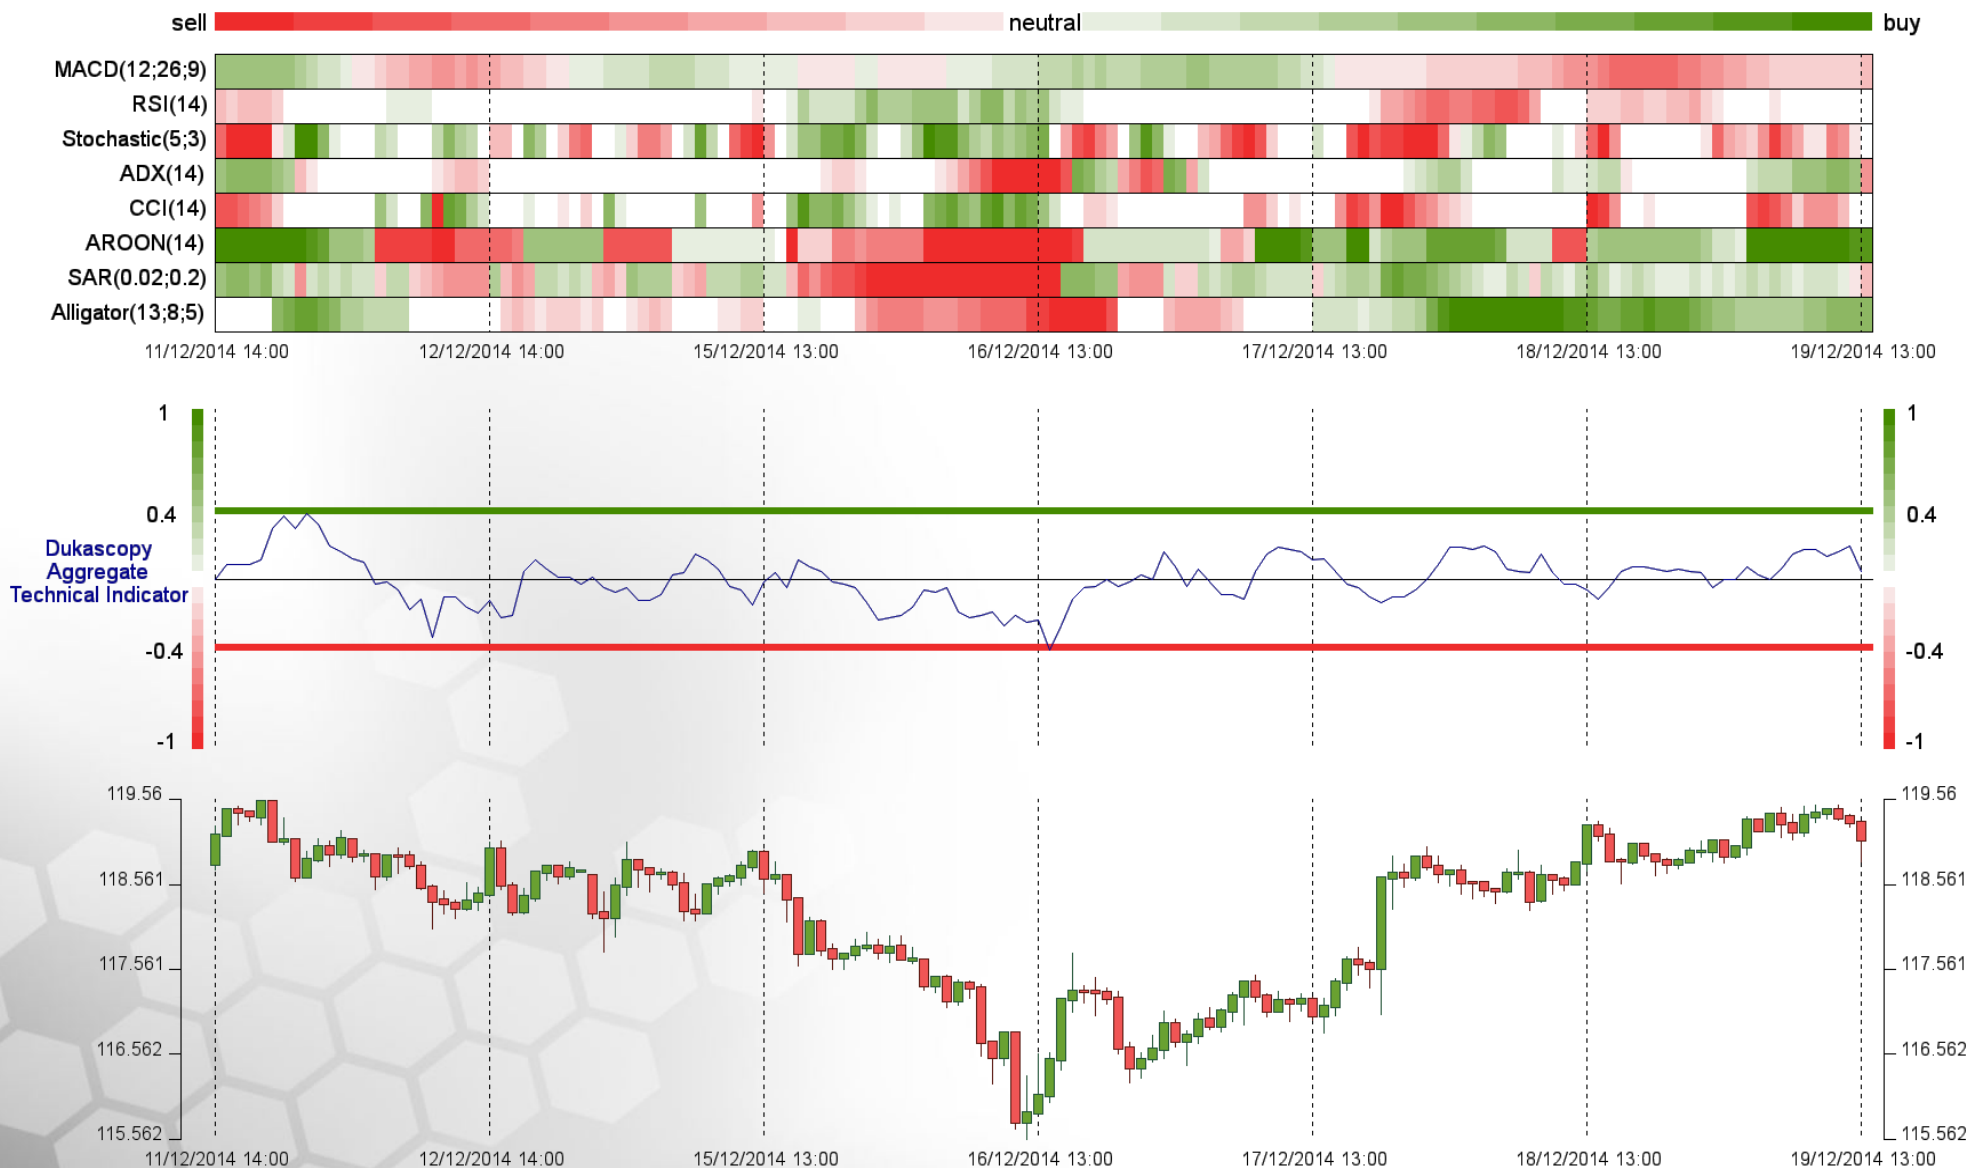 sell neutral buy
MACD(12;26;9)
RSI(14)
Stochastic(5;3)
ADX(14)
CCI(14)
AROON(14)
SAR(0.02;0.2)
Alligator(13;8;5)
11/12/2014 14:00 12/12/2014 14:00 15/12/2014 13:00 16/12/2014 13:00 17/12/2014 13:00 18/12/2014 13:00 19/12/2014 13:00
1 1
0.4 0.4
Dukascopy
Aggregate
Technical Indicator
-0.4 -0.4
-1 -1
119.56 119.56
118.561 118.561
117.561 117.561
116.562 116.562
115.562 115.562
11/12/2014 14:00 12/12/2014 14:00 15/12/2014 13:00 16/12/2014 13:00 17/12/2014 13:00 18/12/2014 13:00 19/12/2014 13:00